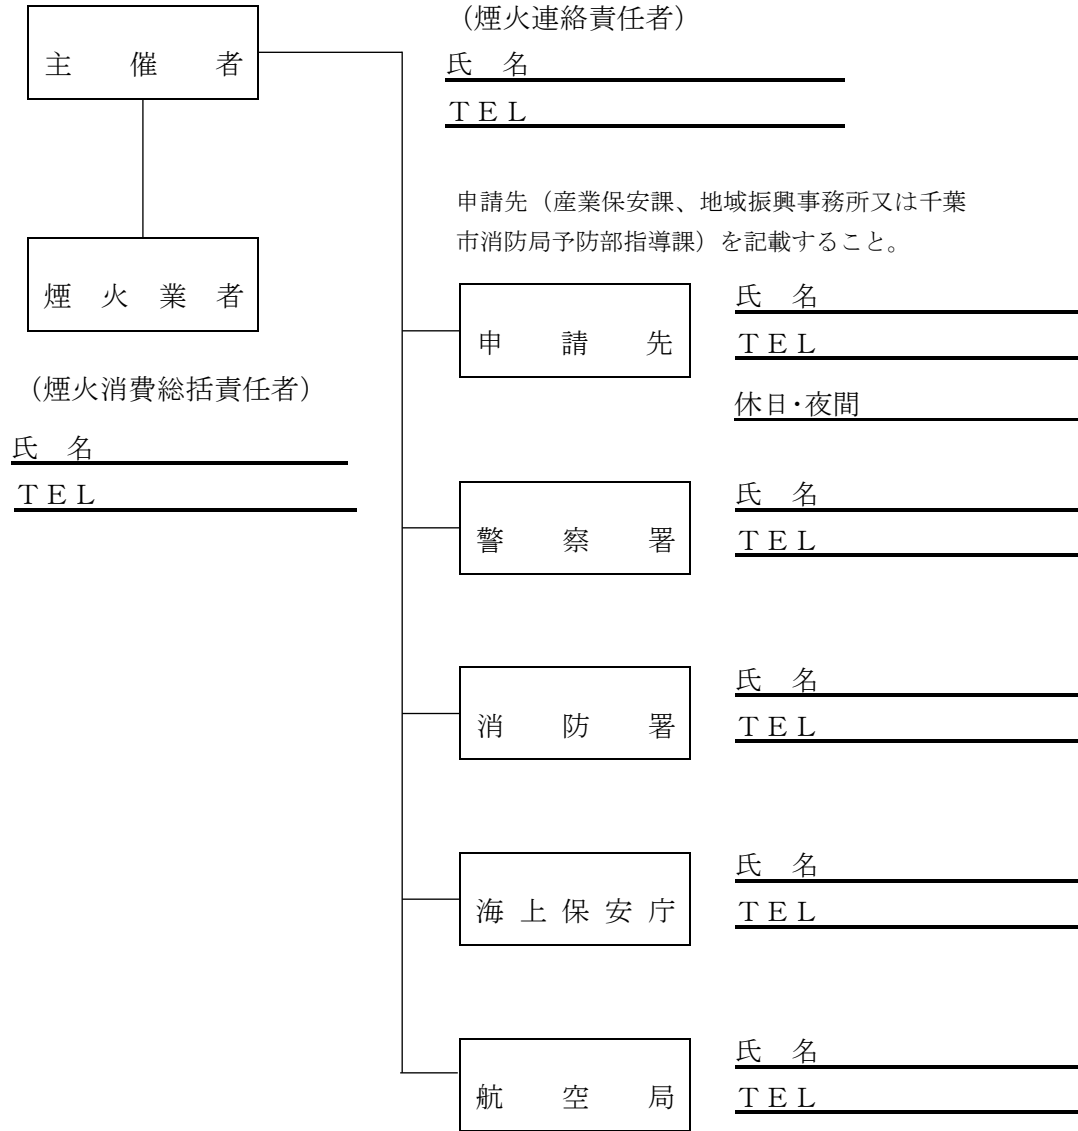 （煙火連絡責任者）
主催者
氏名
ＴＥＬ
申請先（産業保安課、地域振興事務所又は千葉
市消防局予防部指導課）を記載すること。
煙火業者
（煙火消費総括責任者）
氏名
ＴＥＬ
申請先
氏名
ＴＥＬ
休日・夜間
警察署
氏名
ＴＥＬ
消防署
氏名
ＴＥＬ
海上保安庁
氏名
ＴＥＬ
航空局
氏名
ＴＥＬ